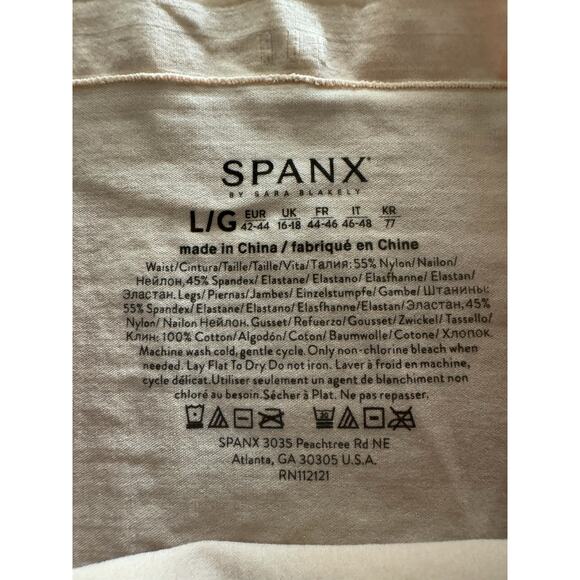 SPANX®
BY SARA BLAKELY
L/G EUR 42-44 UK 16-18 FR 44-46 IT 46-48 KR 77
made in China / fabriqué en Chine
Waist/Cintura/Taille/Taille/Vita/Талия: 55% Nylon/Nailon/
Нейлон, 45% Spandex/Elastane/Elastano/Elasfhanne/Elastan/
Эластан. Legs/Piernas/Jambes/Einzelstumpfe/Gambe/Штанины:
55% Spandex/Elastane/Elastano/Elasfhanne/Elastan/Эластан, 45%
Nylon/Nailon Нейлон. Gusset/Refuerzo/Gousset/Zwickel/Tassello/
Клин: 100% Cotton/Algodón/Coton/Baumwolle/Cotone/Хлопок.
Machine wash cold, gentle cycle. Only non-chlorine bleach when
needed. Lay Flat To Dry. Do not iron. Laver à froid en machine,
cycle délicat. Utiliser seulement un agent de blanchiment non
chloré au besoin. Sécher à Plat. Ne pas repasser.
30
SPANX 3035 Peachtree Rd NE
Atlanta, GA 30305 U.S.A.
RN112121